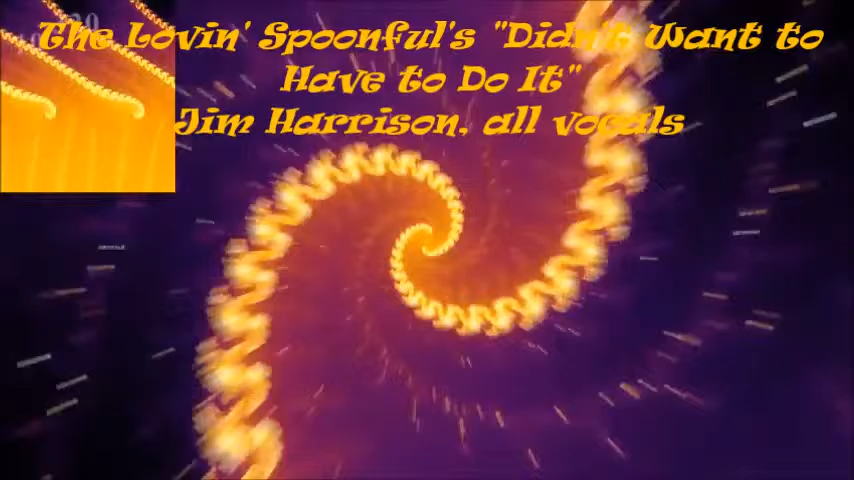 The Lovin' Spoonful's "Didn't Want to
Have to Do It"
Jim Harrison, all vocals